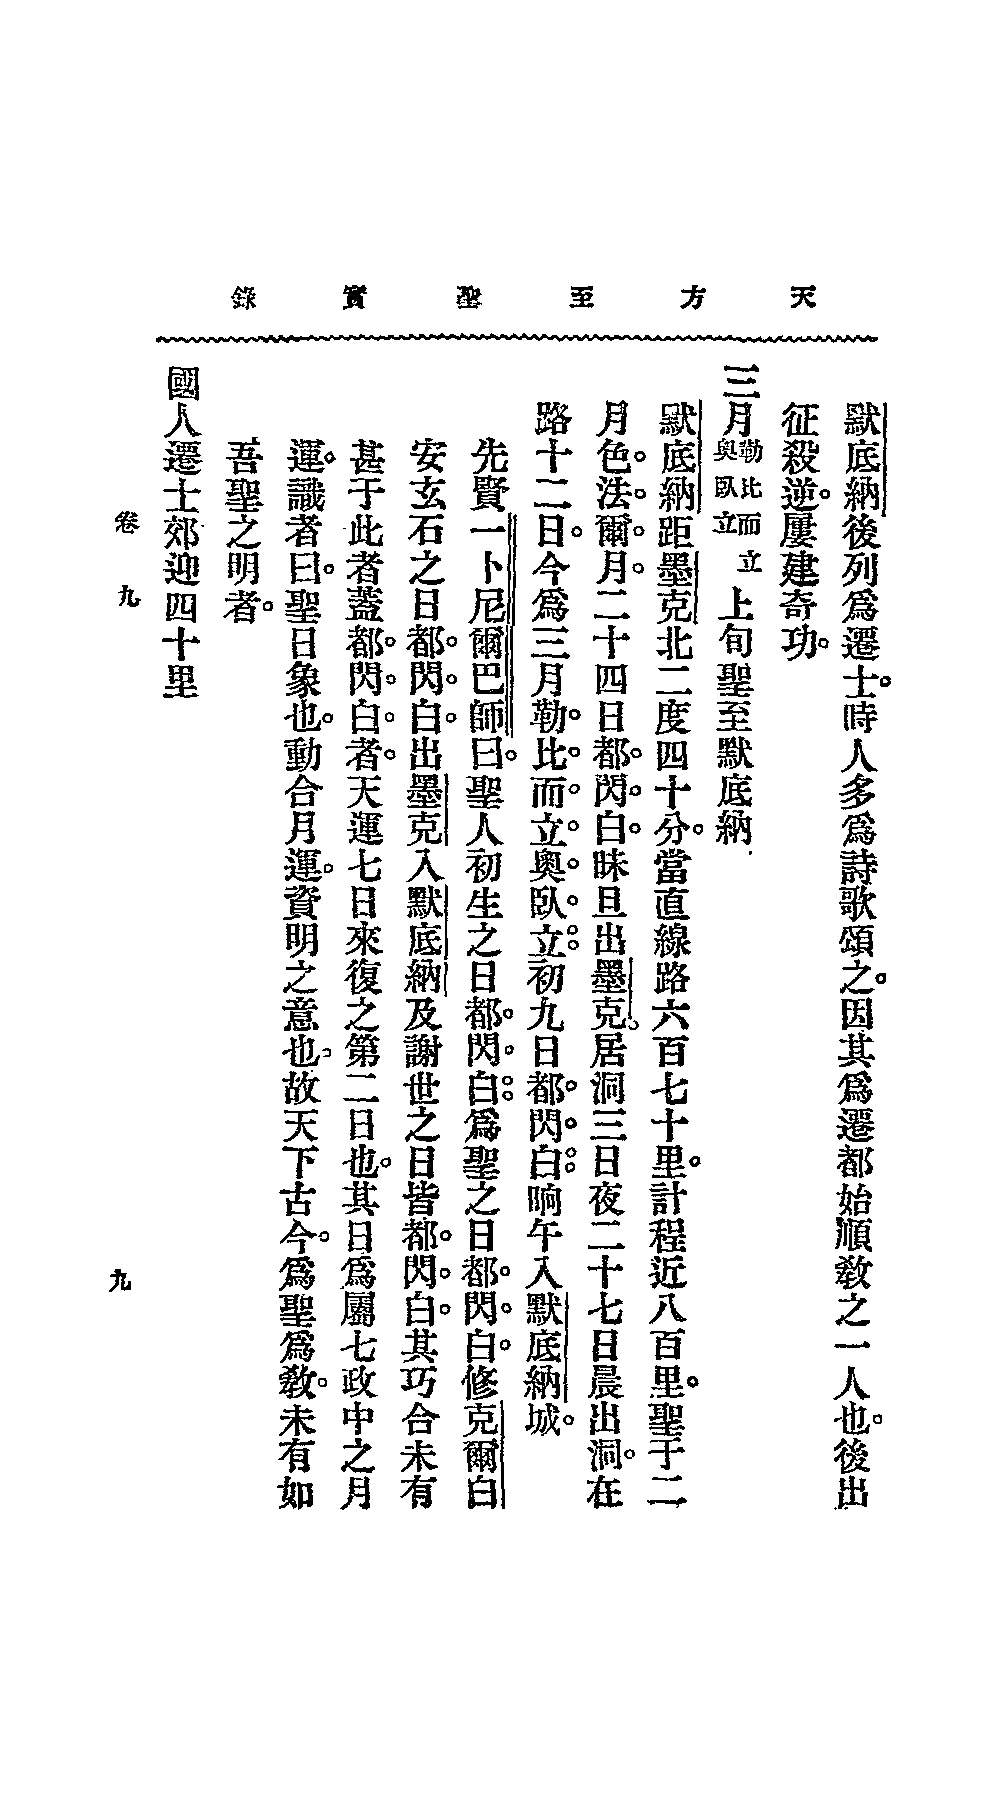 天方至聖實錄
默底納後列爲遷士。時人多爲詩歌頌之。因其爲遷都始順教之一人也。後出
征殺逆。屢建奇功。
三月勒比而立奧臥立上旬聖至默底納
默底納距墨克北二度四十分。當直線路六百七十里。計程近八百里。聖于二
月色。法。爾。月。二十四日都。閃。白。昧旦出墨克。居洞三日夜二十七日晨出洞。在
路十二日。今爲三月勒。比。而。立。奧。臥。立。初九日都。閃。白。晌午入默底納城。
先賢一卜尼爾巴師曰。聖人初生之日都。閃。白。爲聖之日都。閃。白。修克爾白
安玄石之日都。閃。白。出墨克入默底納及謝世之日皆都。閃。白。其巧合未有
甚于此者蓋都。閃。白。者。天運七日來復之第二日也。其日爲屬七政中之月
運。識者曰。聖日象也。動合月運。資明之意也。故天下古今。爲聖爲教。未有如
吾聖之明者。
國人遷士郊迎四十里
卷九
九